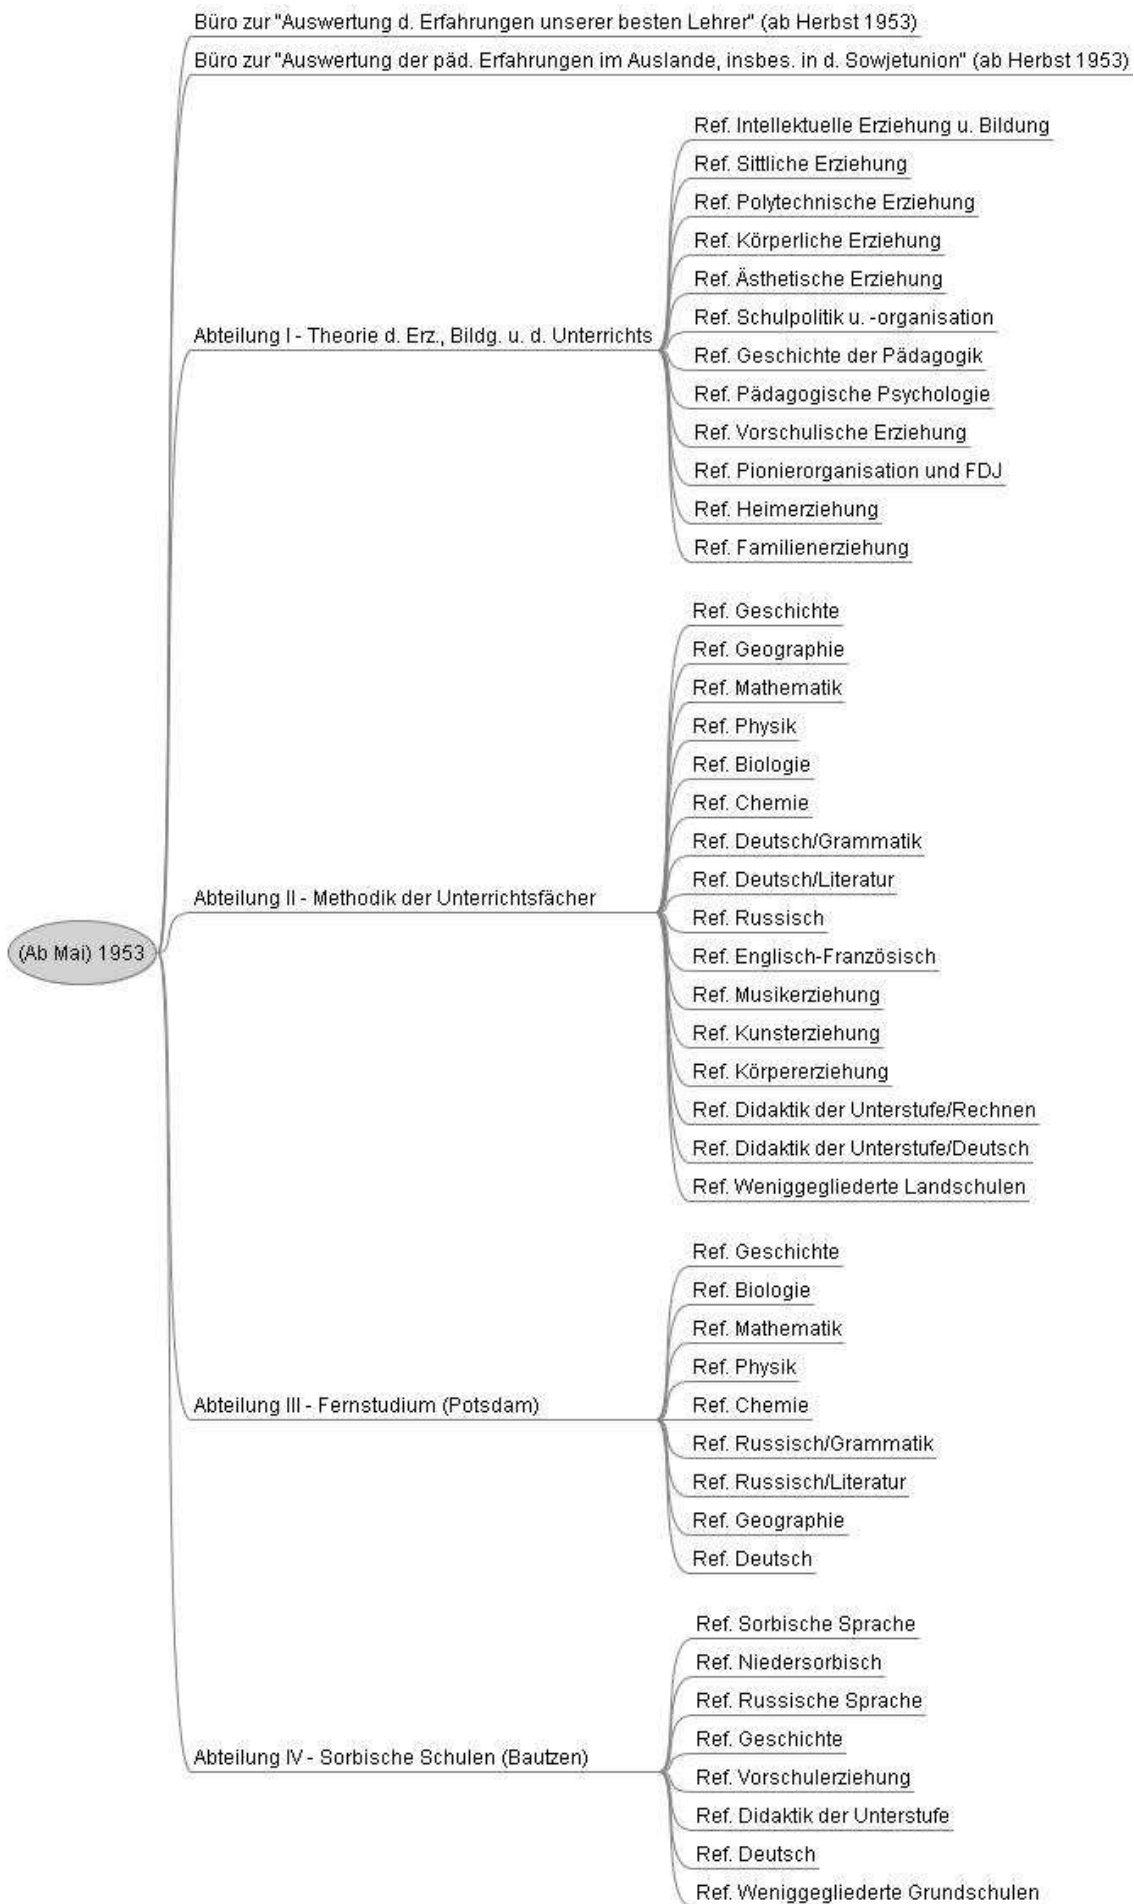 Büro zur "Auswertung d. Erfahrungen unserer besten Lehrer" (ab Herbst 1953)
Büro zur "Auswertung der päd. Erfahrungen im Auslande, insbes. in d. Sowjetunion" (ab Herbst 1953)
Ref. Intellektuelle Erziehung u. Bildung
Ref. Sittliche Erziehung
Ref. Polytechnische Erziehung
Ref. Körperliche Erziehung
Ref. Ästhetische Erziehung
Ref. Schulpolitik u. -organisation
Abteilung I - Theorie d. Erz., Bildg. u. d. Unterrichts
Ref. Geschichte der Pädagogik
Ref. Pädagogische Psychologie
Ref. Vorschulische Erziehung
Ref. Pionierorganisation und FDJ
Ref. Heimerziehung
Ref. Familienerziehung
Ref. Geschichte
Ref. Geographie
Ref. Mathematik
Ref. Physik
Ref. Biologie
Ref. Chemie
Ref. Deutsch/Grammatik
Ref. Deutsch/Literatur
Abteilung II - Methodik der Unterrichtsfächer
Ref. Russisch
(Ab Mai) 1953
Ref. Englisch-Französisch
Ref. Musikerziehung
Ref. Kunsterziehung
Ref. Körpererziehung
Ref. Didaktik der Unterstufe/Rechnen
Ref. Didaktik der Unterstufe/Deutsch
Ref. Weniggegliederte Landschulen
Ref. Geschichte
Ref. Biologie
Ref. Mathematik
Ref. Physik
Abteilung III - Fernstudium (Potsdam)
Ref. Chemie
Ref. Russisch/Grammatik
Ref. Russisch/Literatur
Ref. Geographie
Ref. Deutsch
Ref. Sorbische Sprache
Ref. Niedersorbisch
Ref. Russische Sprache
Ref. Geschichte
Abteilung IV - Sorbische Schulen (Bautzen)
Ref. Vorschulerziehung
Ref. Didaktik der Unterstufe
Ref. Deutsch
Ref. Weniggegliederte Grundschulen